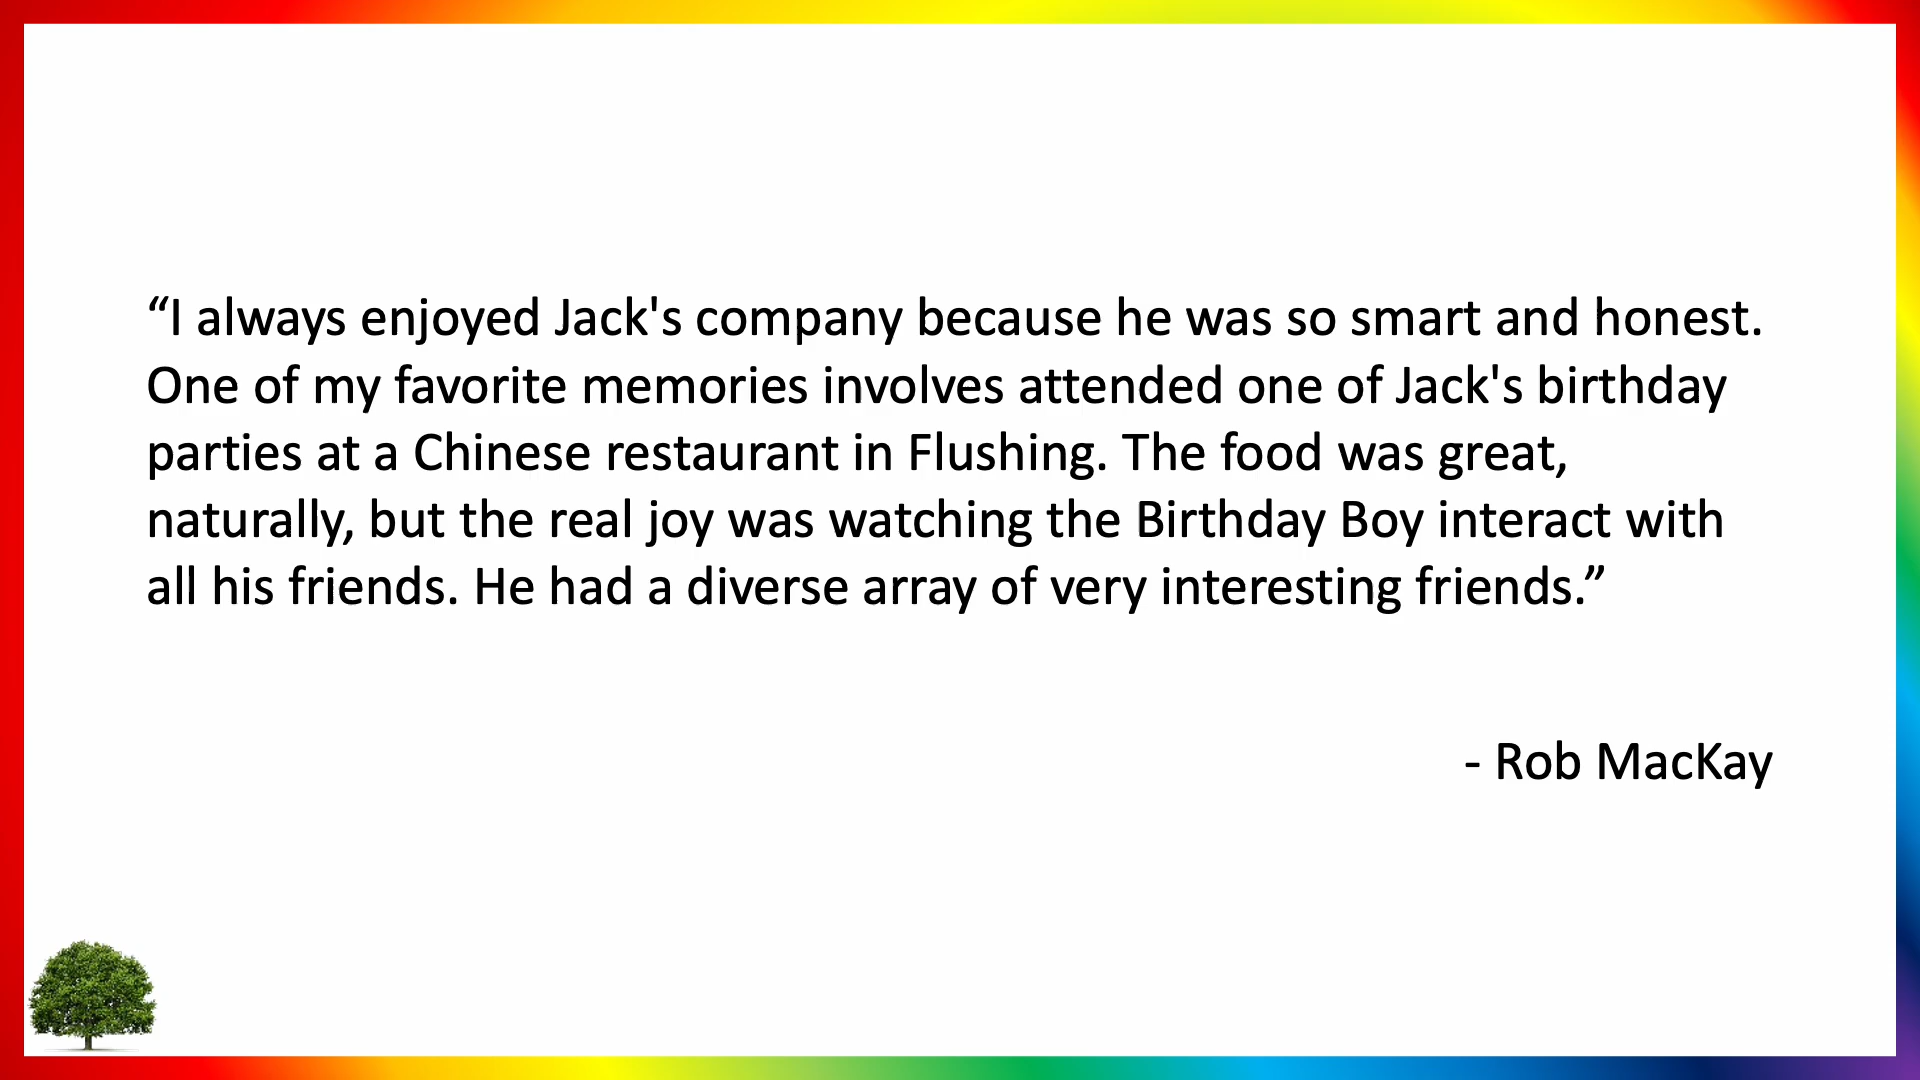 “I always enjoyed Jack's company because he was so smart and honest.
One of my favorite memories involves attended one of Jack's birthday
parties at a Chinese restaurant in Flushing. The food was great,
naturally, but the real joy was watching the Birthday Boy interact with
all his friends. He had a diverse array of very interesting friends.”
- Rob MacKay